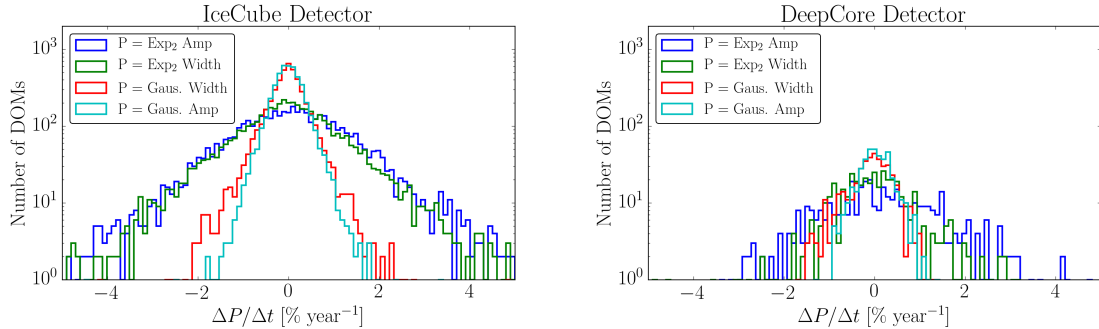 IceCube Detector
Number of DOMs
10³
10²
10¹
10⁰
P = Exp₂ Amp
P = Exp₂ Width
P = Gaus. Width
P = Gaus. Amp
−4 −2 0 2 4
ΔP/Δt [% year⁻¹]
DeepCore Detector
Number of DOMs
10³
10²
10¹
10⁰
P = Exp₂ Amp
P = Exp₂ Width
P = Gaus. Width
P = Gaus. Amp
−4 −2 0 2 4
ΔP/Δt [% year⁻¹]